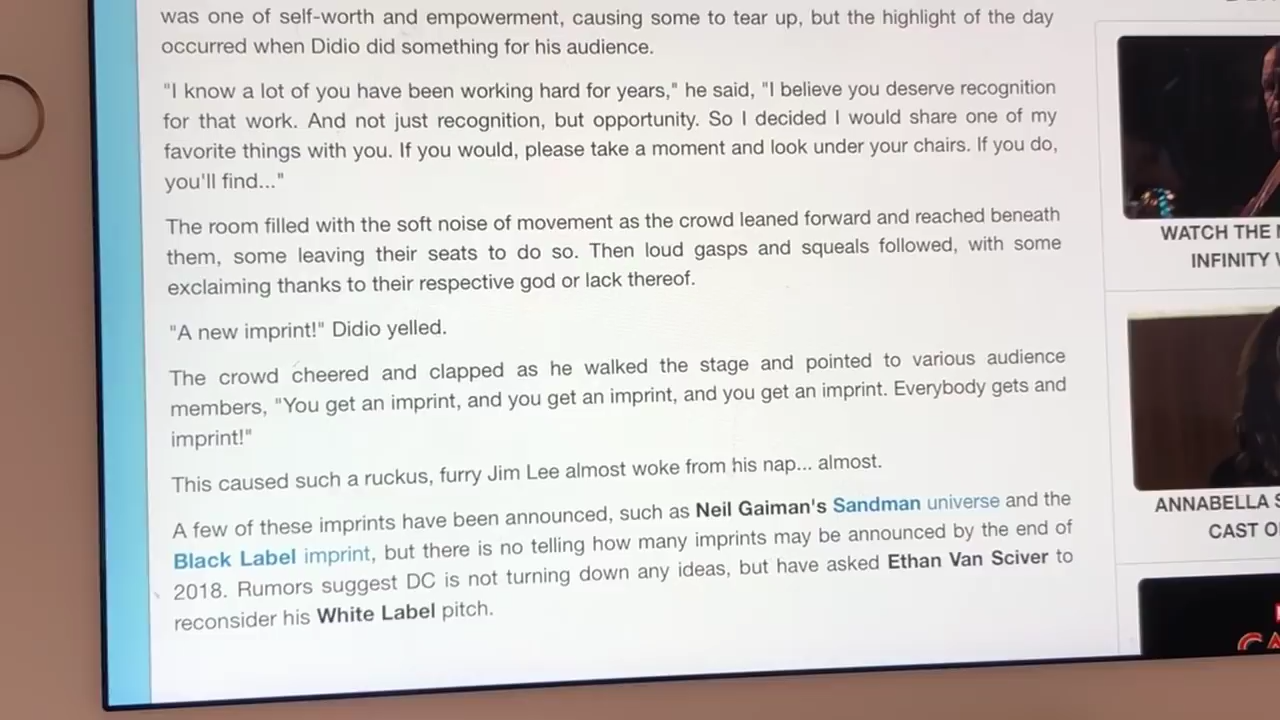 was one of self-worth and empowerment, causing some to tear up, but the highlight of the day
occurred when Didio did something for his audience.
"I know a lot of you have been working hard for years," he said, "I believe you deserve recognition
for that work. And not just recognition, but opportunity. So I decided I would share one of my
favorite things with you. If you would, please take a moment and look under your chairs. If you do,
you'll find..."
The room filled with the soft noise of movement as the crowd leaned forward and reached beneath
them, some leaving their seats to do so. Then loud gasps and squeals followed, with some
exclaiming thanks to their respective god or lack thereof.
"A new imprint!" Didio yelled.
The crowd cheered and clapped as he walked the stage and pointed to various audience
members, "You get an imprint, and you get an imprint, and you get an imprint. Everybody gets and
imprint!"
This caused such a ruckus, furry Jim Lee almost woke from his nap... almost.
A few of these imprints have been announced, such as Neil Gaiman's Sandman universe and the
Black Label imprint, but there is no telling how many imprints may be announced by the end of
2018. Rumors suggest DC is not turning down any ideas, but have asked Ethan Van Sciver to
reconsider his White Label pitch.
WATCH THE
INFINITY
ANNABELLA
CAST O
CA